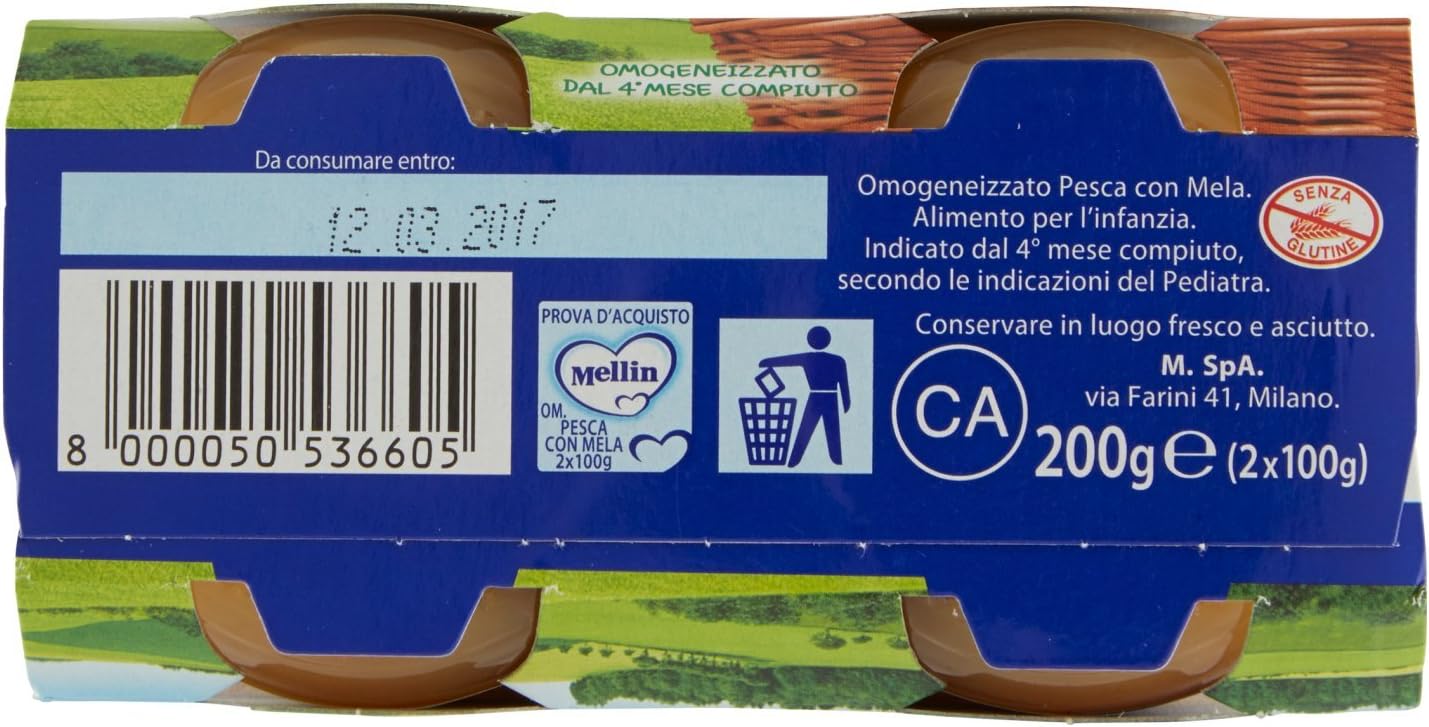 OMOGENEIZZATO
DAL 4° MESE COMPIUTO
Da consumare entro:
12.03.2017
Omogeneizzato Pesca con Mela.
Alimento per l'infanzia.
Indicato dal 4° mese compiuto,
secondo le indicazioni del Pediatra.
SENZA
GLUTINE
Conservare in luogo fresco e asciutto.
M. SpA.
via Farini 41, Milano.
CA
200g e (2x100g)
PROVA D'ACQUISTO
Mellin
OM.
PESCA
CON MELA
2x100g
8 000050 536605